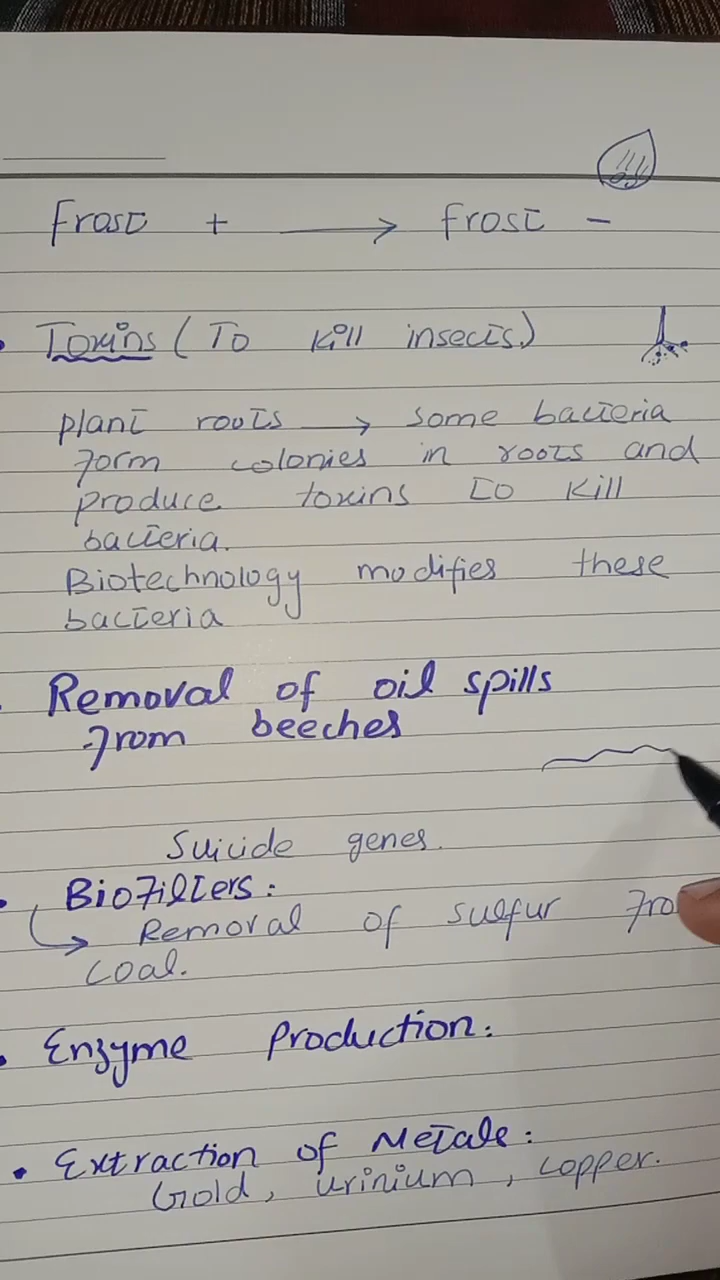 Frost + → frost -
• Toxins (To kill insects)
plant roots → some bacteria
form colonies in roots and
produce toxins to kill
bacteria.
Biotechnology modifies these
bacteria
• Removal of oil spills
from beeches
Suicide genes.
• BioFilters:
→ Removal of sulfur fro
coal.
• Enzyme production:
• Extraction of Metals:
Gold, urinium, copper.